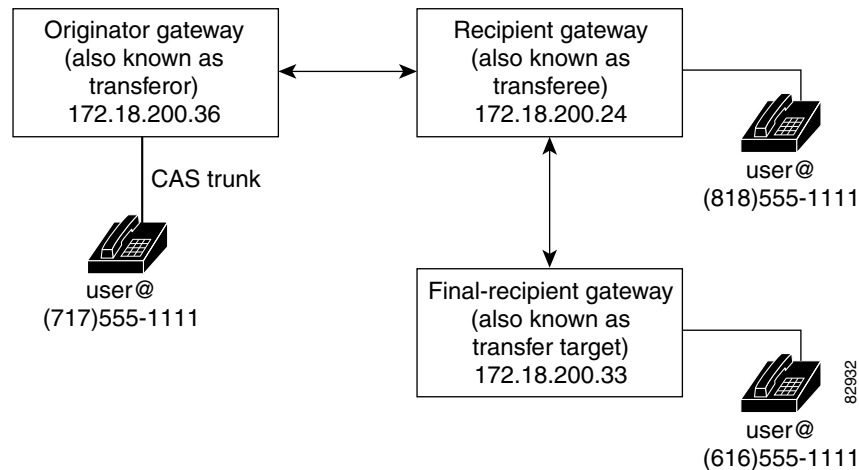 Originator gateway
(also known as
transferor)
172.18.200.36
Recipient gateway
(also known as
transferee)
172.18.200.24
CAS trunk
user@
(818)555-1111
user@
(717)555-1111
Final-recipient gateway
(also known as
transfer target)
172.18.200.33
82932
user@
(616)555-1111